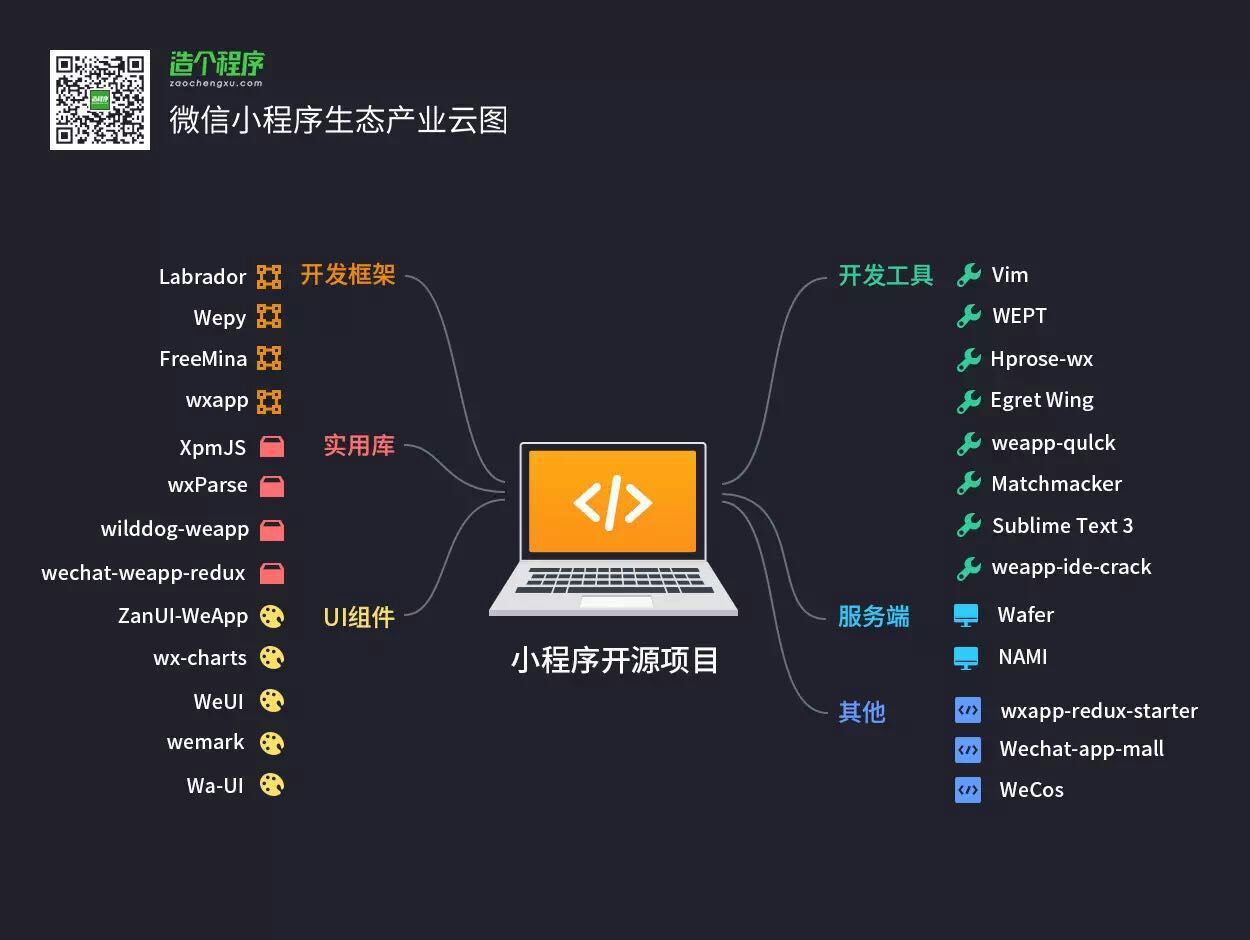 造个程序
zaochengxu.com
微信小程序生态产业云图
开发框架
Labrador
Wepy
FreeMina
wxapp
实用库
XpmJS
wxParse
wilddog-weapp
wechat-weapp-redux
UI组件
ZanUI-WeApp
wx-charts
WeUI
wemark
Wa-UI
</>
小程序开源项目
开发工具
Vim
WEPT
Hprose-wx
Egret Wing
weapp-qulck
Matchmacker
Sublime Text 3
weapp-ide-crack
服务端
Wafer
NAMI
其他
wxapp-redux-starter
Wechat-app-mall
WeCos